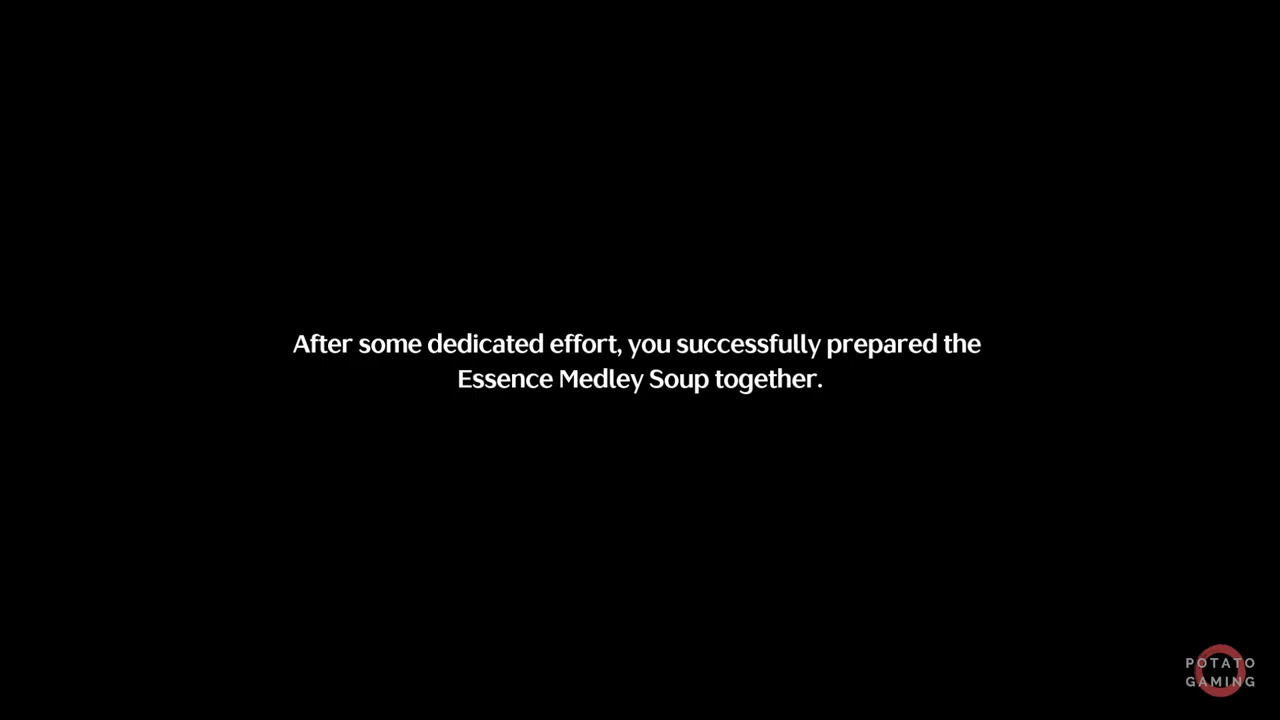 After some dedicated effort, you successfully prepared the
Essence Medley Soup together.
POTATO
GAMING